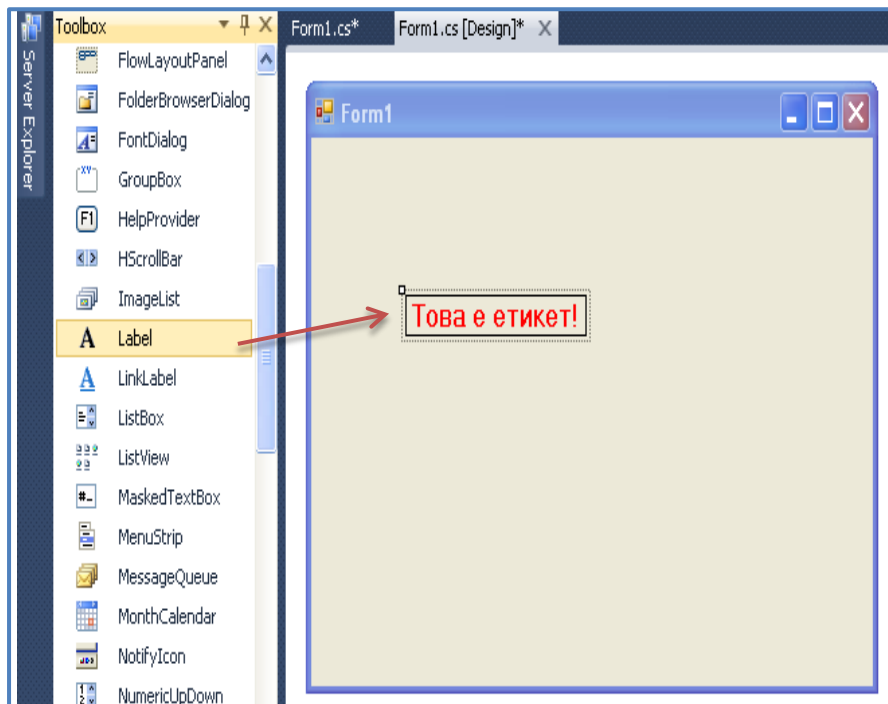 Server Explorer
Toolbox
FlowLayoutPanel
FolderBrowserDialog
FontDialog
GroupBox
HelpProvider
HScrollBar
ImageList
Label
LinkLabel
ListBox
ListView
MaskedTextBox
MenuStrip
MessageQueue
MonthCalendar
NotifyIcon
NumericUpDown
Form1.cs*
Form1.cs [Design]*
Form1
Това е етикет!